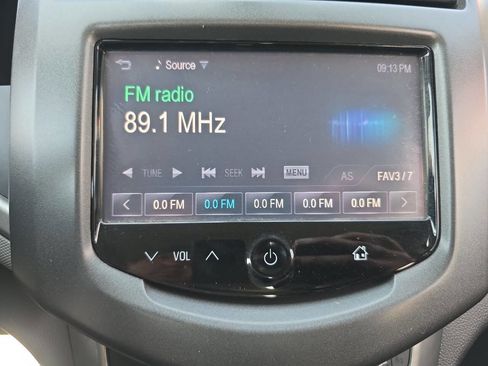 Source 09:13 PM
FM radio
89.1 MHz
TUNE SEEK MENU AS FAV3 / 7
0.0 FM 0.0 FM 0.0 FM 0.0 FM 0.0 FM
VOL